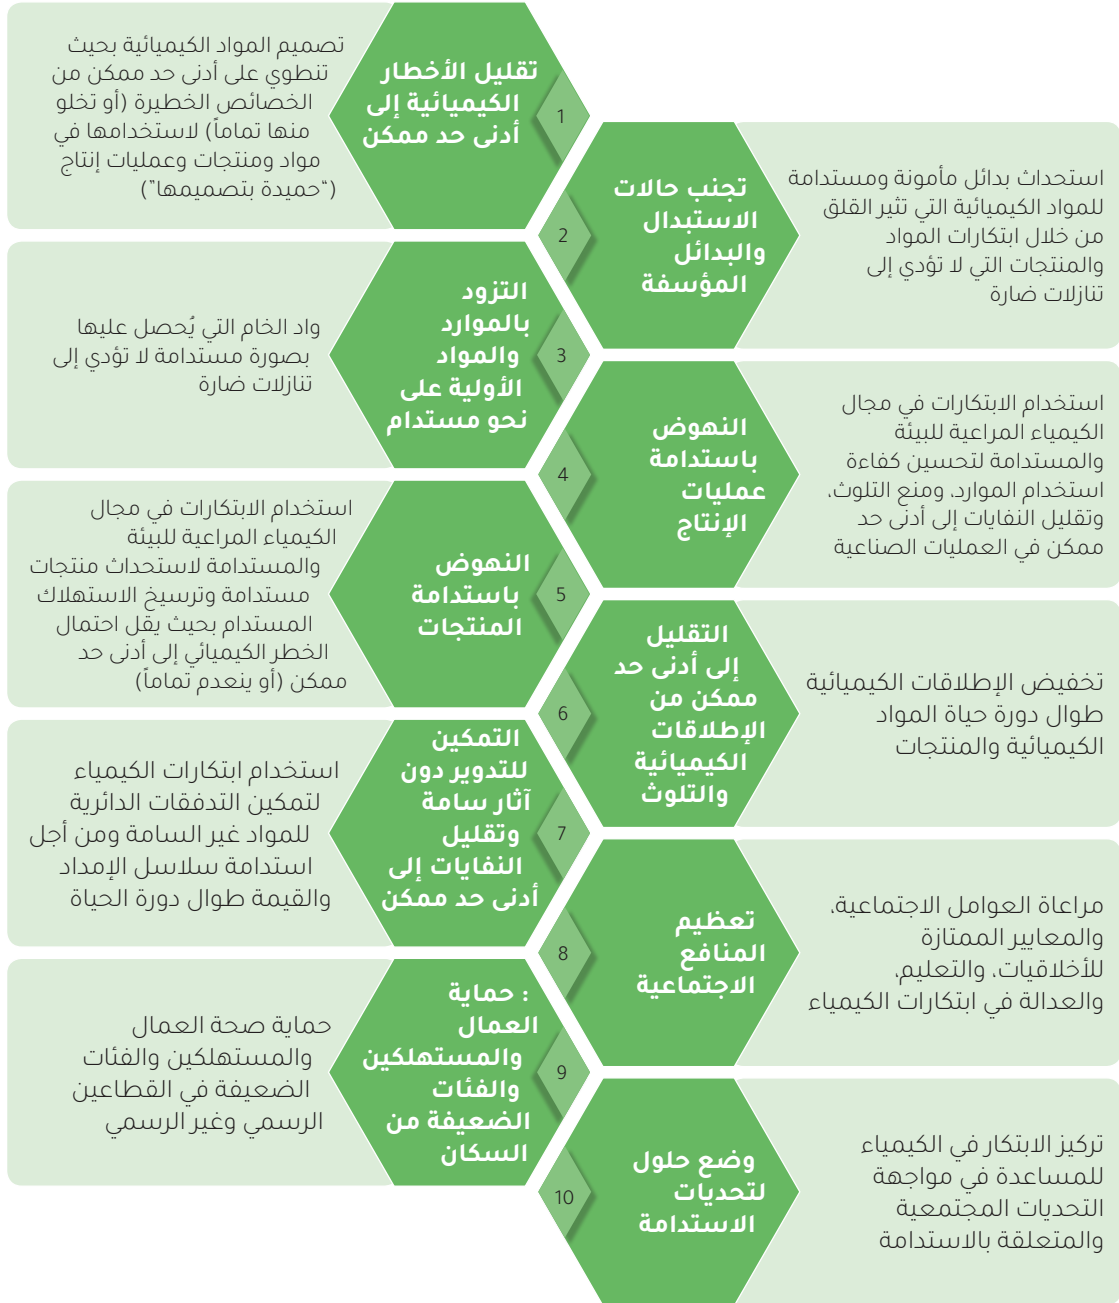 تقليل الأخطار
الكيميائية إلى
أدنى حد ممكن
1
تصميم المواد الكيميائية بحيث
تنطوي على أدنى حد ممكن من
الخصائص الخطيرة (أو تخلو
منها تماماً) لاستخدامها في
مواد ومنتجات وعمليات إنتاج
("حميدة بتصميمها")
تجنب حالات
الاستبدال
والبدائل
المؤسفة
2
استحداث بدائل مأمونة ومستدامة
للمواد الكيميائية التي تثير القلق
من خلال ابتكارات المواد
والمنتجات التي لا تؤدي إلى
تنازلات ضارة
التزود
بالموارد
والمواد
الأولية على
نحو مستدام
3
واد الخام التي يُحصل عليها
بصورة مستدامة لا تؤدي إلى
تنازلات ضارة
النهوض
باستدامة
عمليات
الإنتاج
4
استخدام الابتكارات في مجال
الكيمياء المراعية للبيئة
والمستدامة لتحسين كفاءة
استخدام الموارد، ومنع التلوث،
وتقليل النفايات إلى أدنى حد
ممكن في العمليات الصناعية
النهوض
باستدامة
المنتجات
5
استخدام الابتكارات في مجال
الكيمياء المراعية للبيئة
والمستدامة لاستحداث منتجات
مستدامة وترسيخ الاستهلاك
المستدام بحيث يقل احتمال
الخطر الكيميائي إلى أدنى حد
ممكن (أو ينعدم تماماً)
التقليل
إلى أدنى حد
ممكن من
الإطلاقات
الكيميائية
والتلوث
6
تخفيض الإطلاقات الكيميائية
طوال دورة حياة المواد
الكيميائية والمنتجات
التمكين
للتدوير دون
آثار سامة
وتقليل
النفايات إلى
أدنى حد ممكن
7
استخدام ابتكارات الكيمياء
لتمكين التدفقات الدائرية
للمواد غير السامة ومن أجل
استدامة سلاسل الإمداد
والقيمة طوال دورة الحياة
تعظيم
المنافع
الاجتماعية
8
مراعاة العوامل الاجتماعية،
والمعايير الممتازة
للأخلاقيات، والتعليم،
والعدالة في ابتكارات الكيمياء
: حماية
العمال
والمستهلكين
والفئات
الضعيفة من
السكان
9
حماية صحة العمال
والمستهلكين والفئات
الضعيفة في القطاعين
الرسمي وغير الرسمي
وضع حلول
لتحديات
الاستدامة
10
تركيز الابتكار في الكيمياء
للمساعدة في مواجهة
التحديات المجتمعية
والمتعلقة بالاستدامة